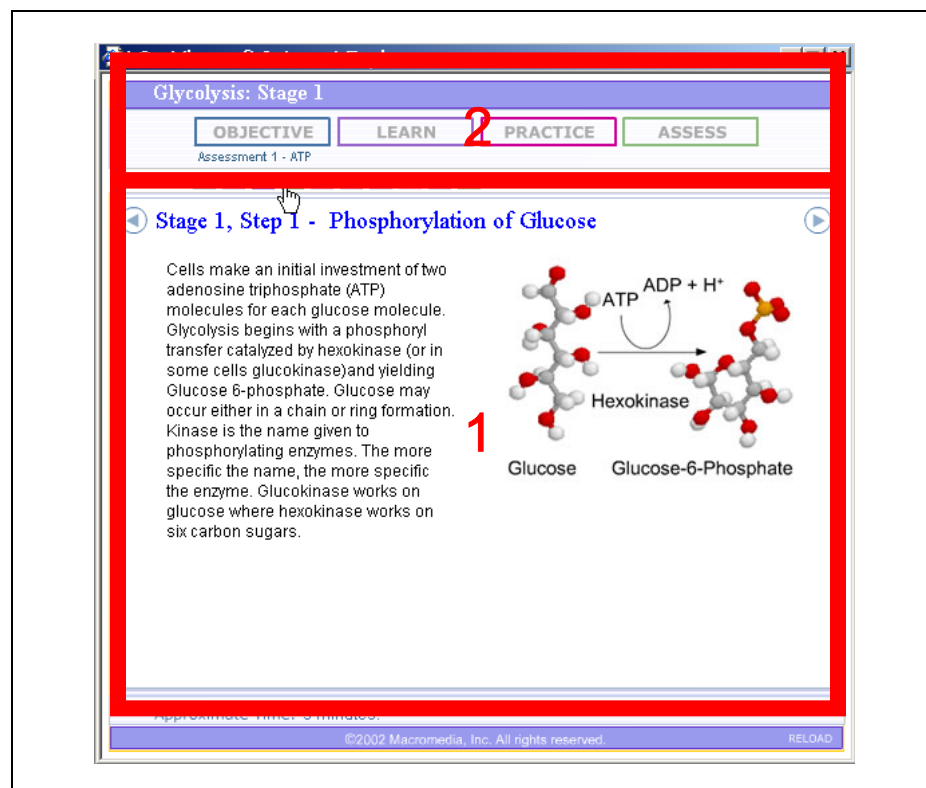 Glycolysis: Stage 1
OBJECTIVE LEARN 2 PRACTICE ASSESS
Assessment 1 - ATP
Stage 1, Step 1 - Phosphorylation of Glucose
Cells make an initial investment of two
adenosine triphosphate (ATP)
molecules for each glucose molecule.
Glycolysis begins with a phosphoryl
transfer catalyzed by hexokinase (or in
some cells glucokinase)and yielding
Glucose 6-phosphate. Glucose may
occur either in a chain or ring formation.
Kinase is the name given to
phosphorylating enzymes. The more
specific the name, the more specific
the enzyme. Glucokinase works on
glucose where hexokinase works on
six carbon sugars.
1
ATP ADP + H⁺
Hexokinase
Glucose Glucose-6-Phosphate
©2002 Macromedia, Inc. All rights reserved. RELOAD